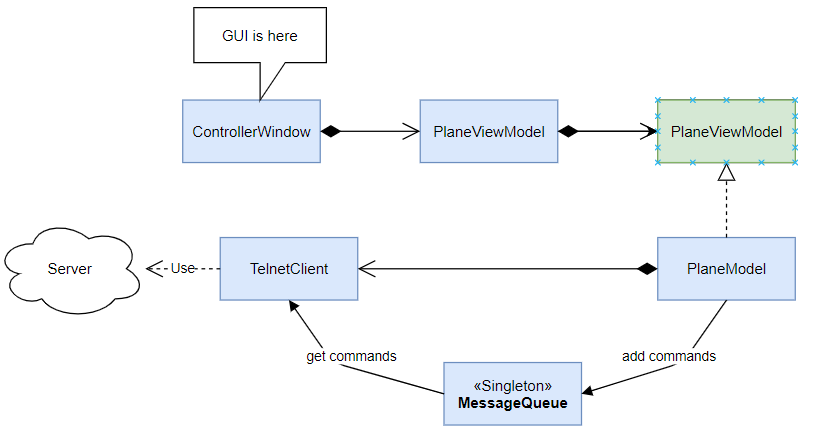 GUI is here
ControllerWindow
PlaneViewModel
PlaneViewModel
Server
Use
TelnetClient
PlaneModel
get commands
add commands
«Singleton»
MessageQueue